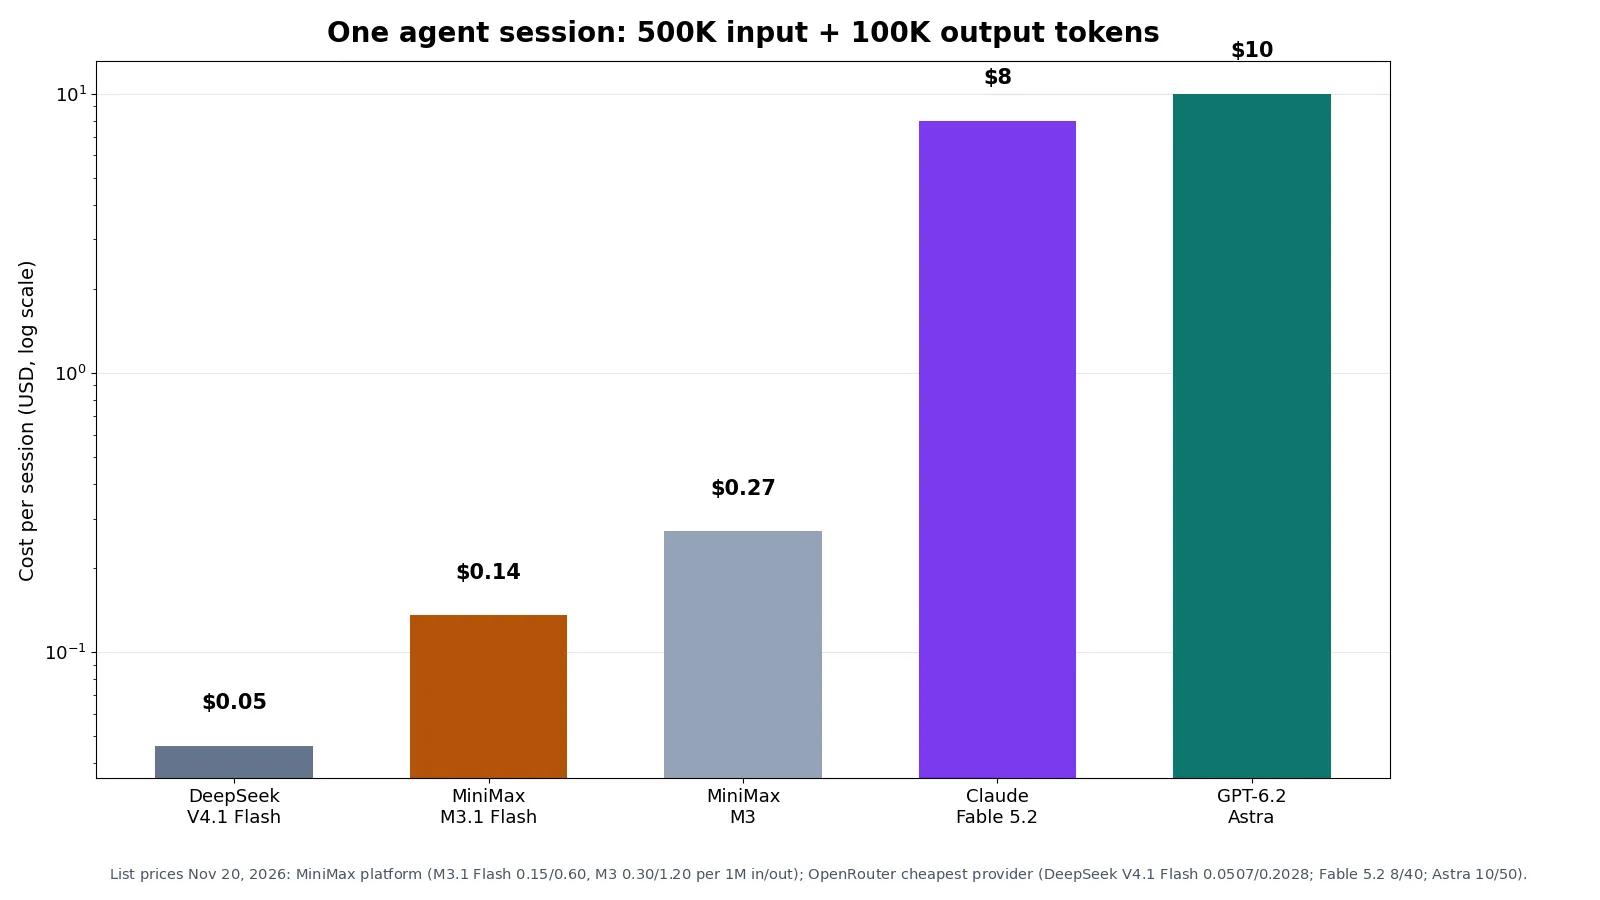 One agent session: 500K input + 100K output tokens
$10
$8
10¹
$0.27
10⁰
$0.14
10⁻¹
$0.05
Cost per session (USD, log scale)
DeepSeek
V4.1 Flash
MiniMax
M3.1 Flash
MiniMax
M3
Claude
Fable 5.2
GPT-6.2
Astra
List prices Nov 20, 2026: MiniMax platform (M3.1 Flash 0.15/0.60, M3 0.30/1.20 per 1M in/out); OpenRouter cheapest provider (DeepSeek V4.1 Flash 0.0507/0.2028; Fable 5.2 8/40; Astra 10/50).